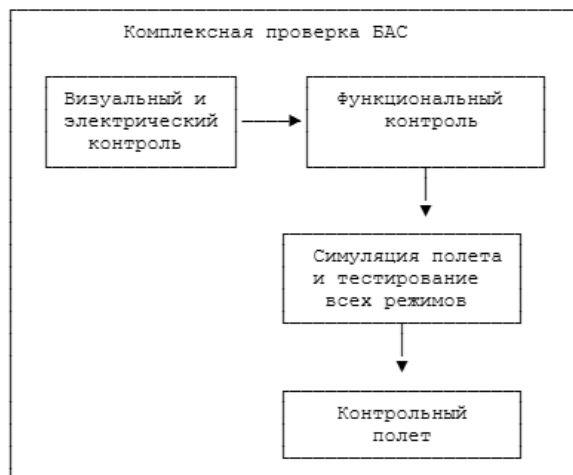 Комплексная проверка БАС
Визуальный и
электрический
контроль
Функциональный
контроль
Симуляция полета
и тестирование
всех режимов
Контрольный
полет